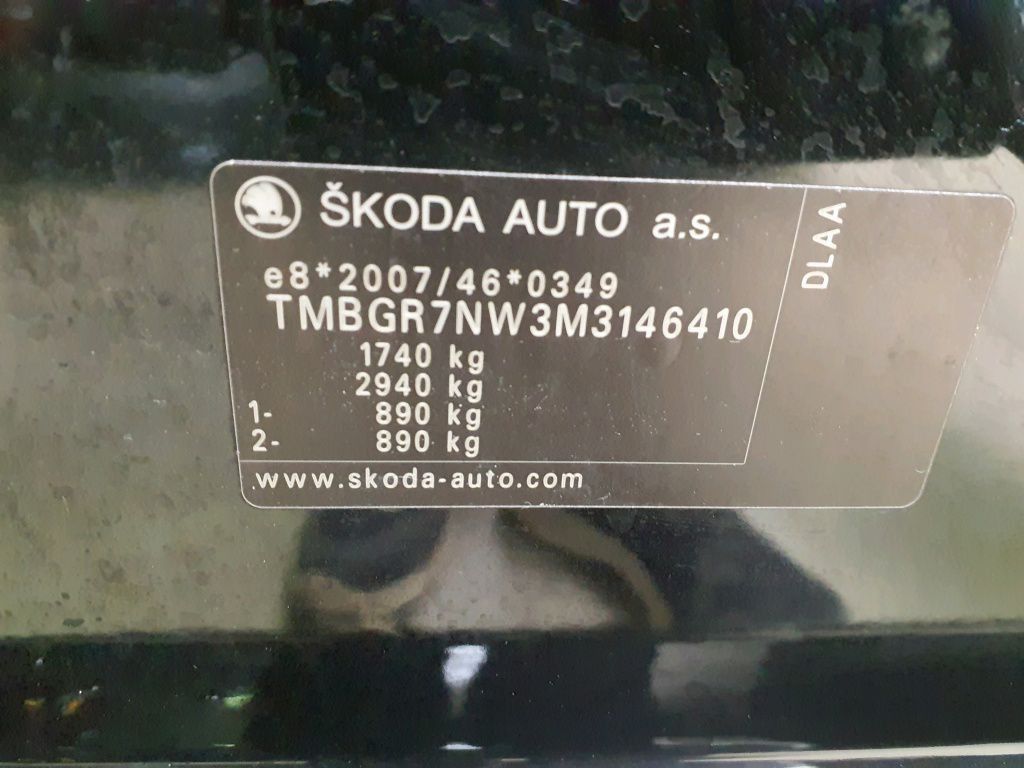 ŠKODA AUTO a.s.
e8*2007/46*0349
TMBGR7NW3M3146410
1740 kg
2940 kg
1- 890 kg
2- 890 kg
www.skoda-auto.com
DLAA